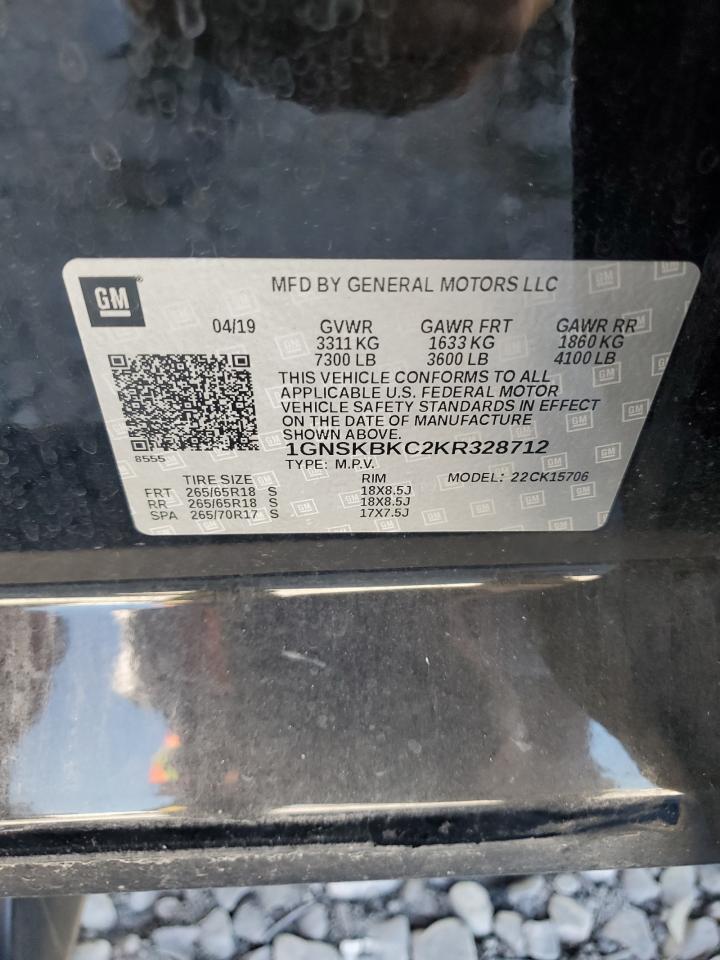 GM
MFD BY GENERAL MOTORS LLC
04/19 GVWR GAWR FRT GAWR RR
3311 KG 1633 KG 1860 KG
7300 LB 3600 LB 4100 LB
THIS VEHICLE CONFORMS TO ALL
APPLICABLE U.S. FEDERAL MOTOR
VEHICLE SAFETY STANDARDS IN EFFECT
ON THE DATE OF MANUFACTURE
SHOWN ABOVE.
8555
1GNSKBKC2KR328712
TYPE: M.P.V. MODEL: 22CK15706
TIRE SIZE RIM
FRT 265/65R18 S 18X8.5J
RR 265/65R18 S 18X8.5J
SPA 265/70R17 S 17X7.5J